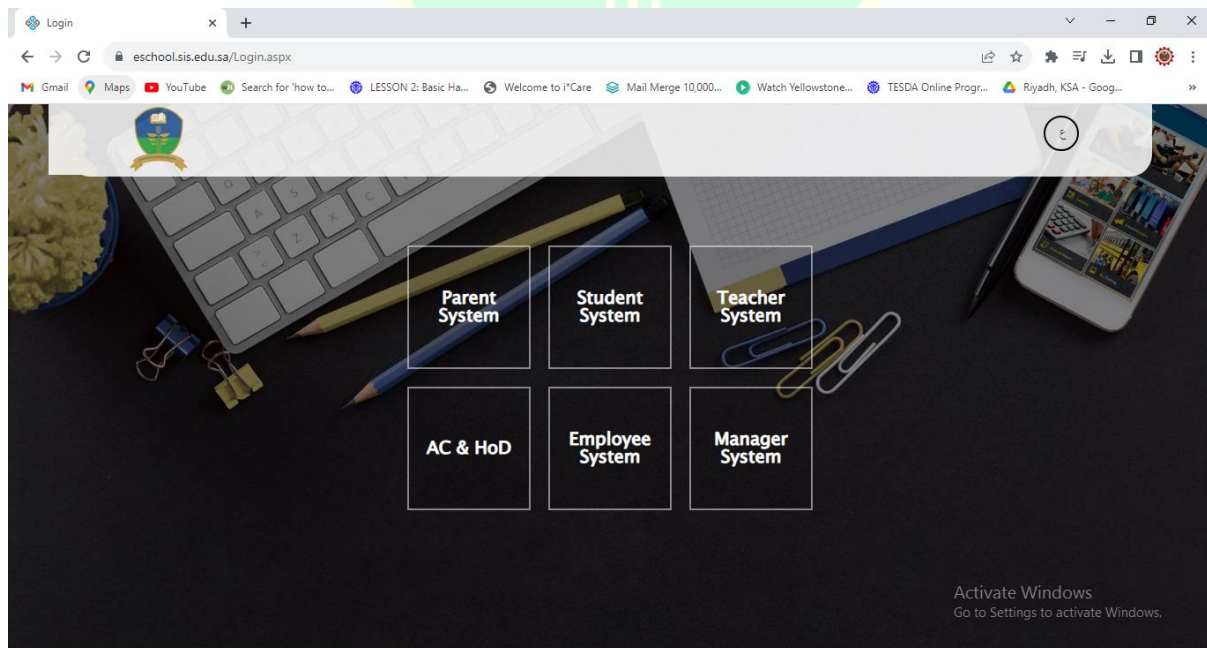 Login
eschool.sis.edu.sa/Login.aspx
Gmail Maps YouTube Search for 'how to... LESSON 2: Basic Ha... Welcome to i*Care Mail Merge 10,000... Watch Yellowstone... TESDA Online Progr... Riyadh, KSA - Goog... »
ع
Parent
System
Student
System
Teacher
System
AC & HoD
Employee
System
Manager
System
Activate Windows
Go to Settings to activate Windows.